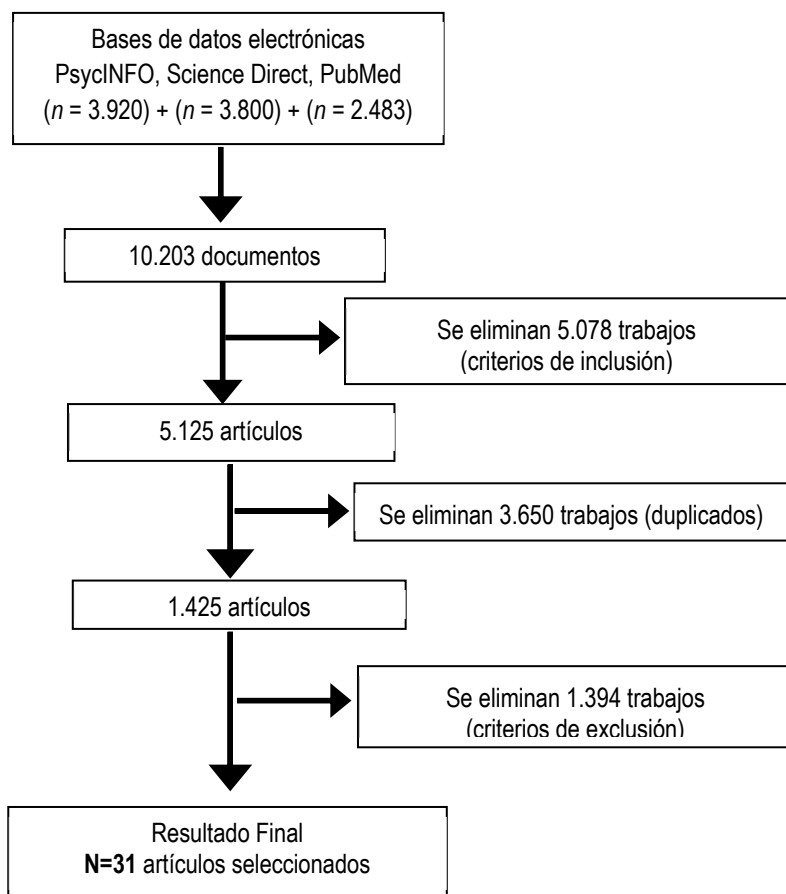 Bases de datos electrónicas
PsycINFO, Science Direct, PubMed
(n = 3.920) + (n = 3.800) + (n = 2.483)
10.203 documentos
Se eliminan 5.078 trabajos
(criterios de inclusión)
5.125 artículos
Se eliminan 3.650 trabajos (duplicados)
1.425 artículos
Se eliminan 1.394 trabajos
(criterios de exclusión)
Resultado Final
N=31 artículos seleccionados